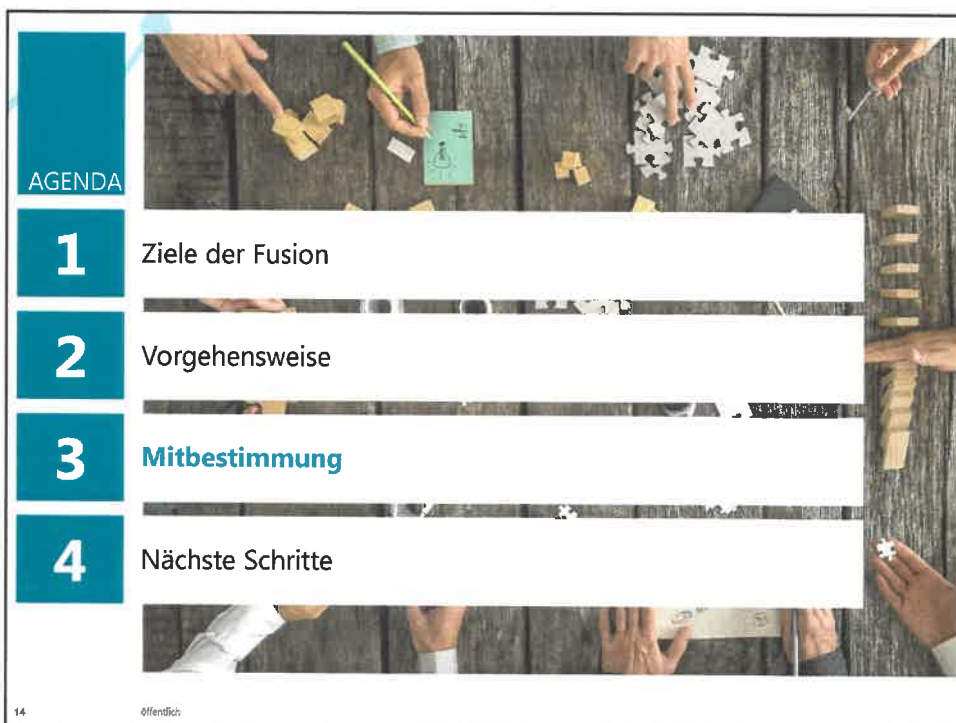 AGENDA
1
Ziele der Fusion
2
Vorgehensweise
3
Mitbestimmung
4
Nächste Schritte
14
öffentlich